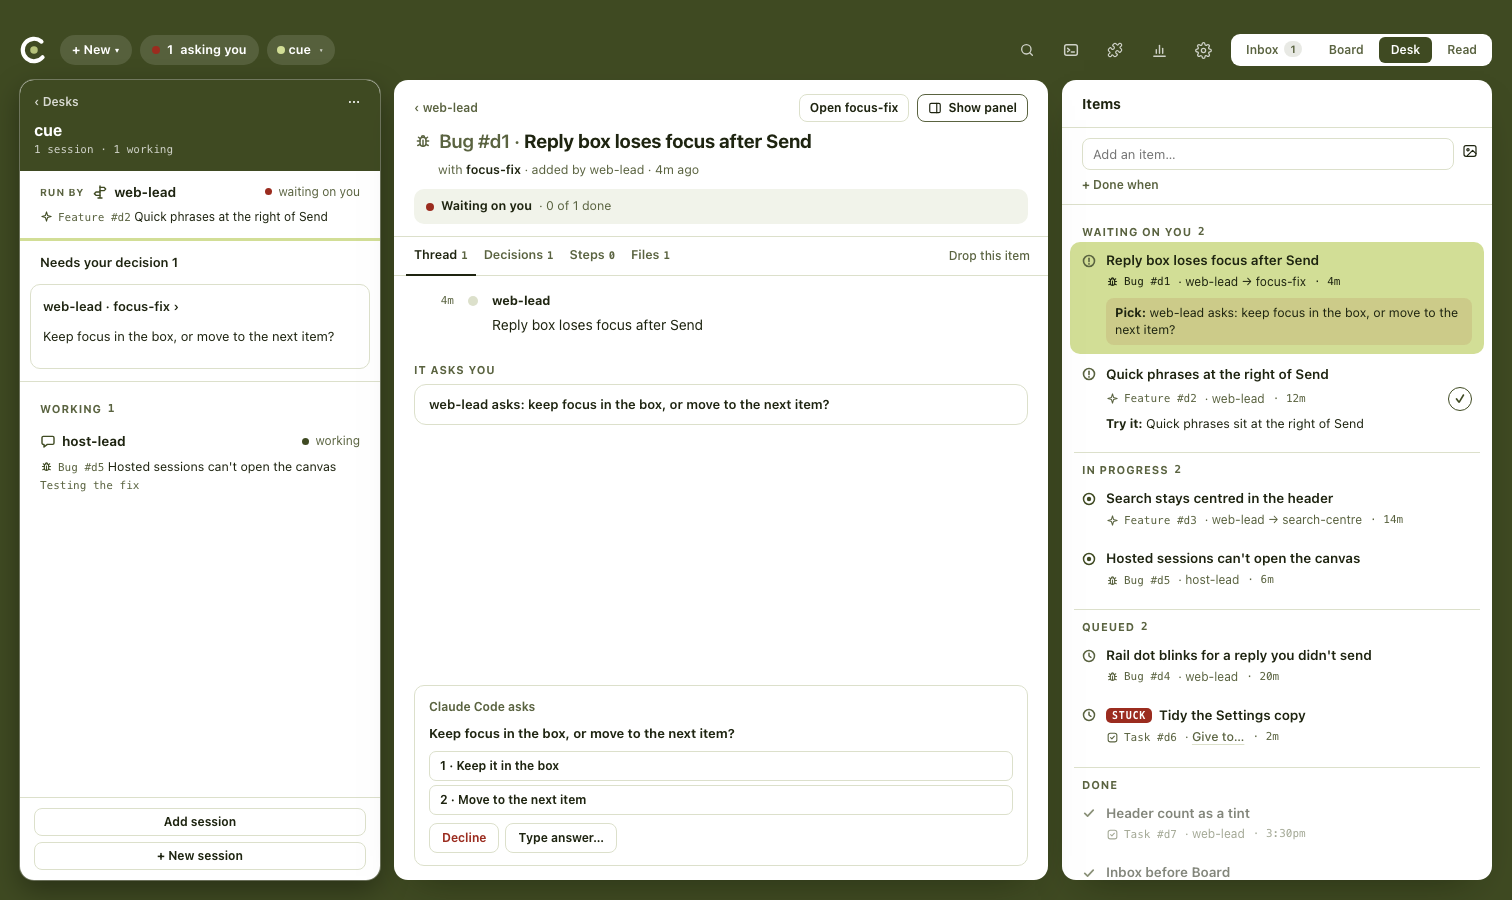 + New ▾
1 asking you
cue ·
Inbox 1
Board
Desk
Read
‹ Desks
···
cue
1 session · 1 working
RUN BY web-lead
waiting on you
Feature #d2 Quick phrases at the right of Send
Needs your decision 1
web-lead · focus-fix ›
Keep focus in the box, or move to the next item?
WORKING 1
host-lead
working
Bug #d5 Hosted sessions can't open the canvas
Testing the fix
Add session
+ New session
‹ web-lead
Open focus-fix
Show panel
Bug #d1 · Reply box loses focus after Send
with focus-fix · added by web-lead · 4m ago
Waiting on you · 0 of 1 done
Thread 1
Decisions 1
Steps 0
Files 1
Drop this item
4m
web-lead
Reply box loses focus after Send
IT ASKS YOU
web-lead asks: keep focus in the box, or move to the next item?
Claude Code asks
Keep focus in the box, or move to the next item?
1 · Keep it in the box
2 · Move to the next item
Decline
Type answer...
Items
Add an item...
+ Done when
WAITING ON YOU 2
Reply box loses focus after Send
Bug #d1 · web-lead → focus-fix · 4m
Pick: web-lead asks: keep focus in the box, or move to the
next item?
Quick phrases at the right of Send
Feature #d2 · web-lead · 12m
Try it: Quick phrases sit at the right of Send
IN PROGRESS 2
Search stays centred in the header
Feature #d3 · web-lead → search-centre · 14m
Hosted sessions can't open the canvas
Bug #d5 · host-lead · 6m
QUEUED 2
Rail dot blinks for a reply you didn't send
Bug #d4 · web-lead · 20m
STUCK Tidy the Settings copy
Task #d6 · Give to... · 2m
DONE
Header count as a tint
Task #d7 · web-lead · 3:30pm
Inbox before Board